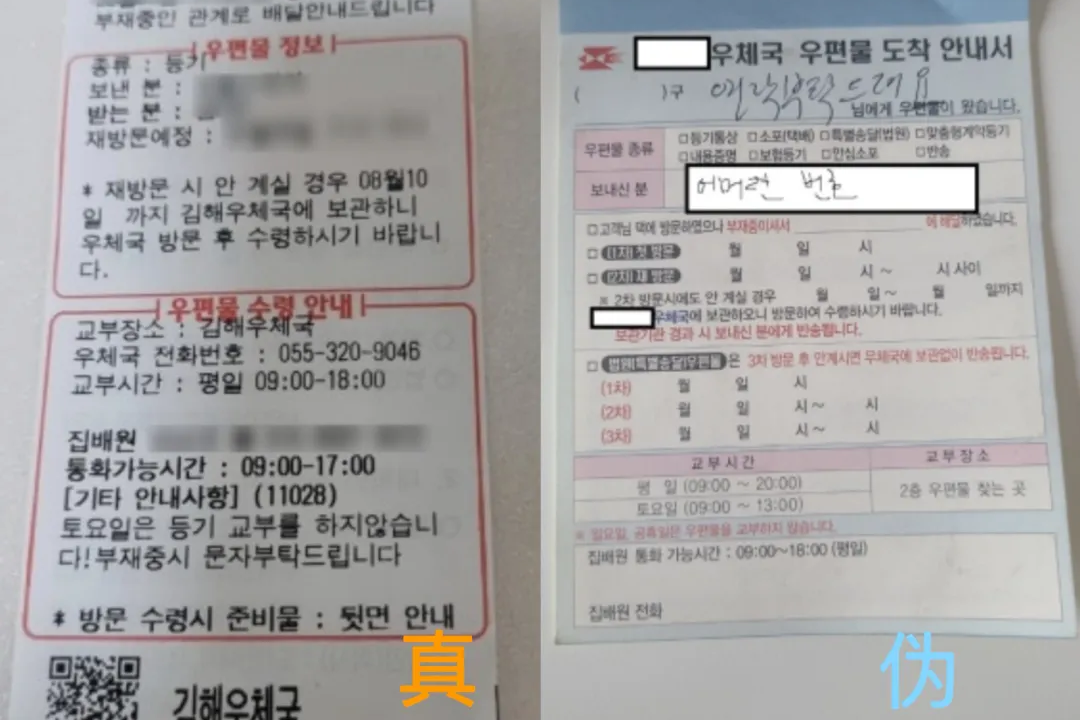 부재중인 관계로 배달안내드립니다
우편물 정보
종류 : 등기
보낸 분 :
받는 분 :
재방문예정 :
* 재방문 시 안 계실 경우 08월10
일 까지 김해우체국에 보관하니
우체국 방문 후 수령하시기 바랍니
다.
우편물 수령 안내
교부장소 : 김해우체국
우체국 전화번호 : 055-320-9046
교부시간 : 평일 09:00-18:00
집배원
통화가능시간 : 09:00-17:00
[기타 안내사항] (11028)
토요일은 등기 교부를 하지않습니
다!부재중시 문자부탁드립니다
* 방문 수령시 준비물 : 뒷면 안내
김해우체국
真
우체국 우편물 도착 안내서
( )구 연락부탁드려요
님에게 우편물이 왔습니다.
우편물 종류
□등기통상 □소포(택배) □특별송달(법원) □맞춤형계약등기
□내용증명 □보험등기 □안심소포 □반송
보내신 분
번호
□ 고객님 댁에 방문하였으나 부재중이셔서 에 배달하였습니다.
□ (1차) 첫 방문 월 일 시
□ (2차) 재 방문 월 일 시 ~ 시 사이
※ 2차 방문시에도 안 계실 경우 월 일 ~ 월 일까지
우체국에 보관하오니 방문하여 수령하시기 바랍니다.
보관기간 경과 시 보내신 분에게 반송됩니다.
□ 법원(특별송달)우편물은 3차 방문 후 안계시면 우체국에 보관없이 반송됩니다.
(1차) 월 일 시
(2차) 월 일 시 ~ 시
(3차) 월 일 시 ~ 시
교부시간
교부장소
평 일 (09:00 ~ 20:00)
토요일 (09:00 ~ 13:00)
2층 우편물 찾는 곳
※ 일요일, 공휴일은 우편물을 교부하지 않습니다.
집배원 통화 가능시간 : 09:00~18:00 (평일)
집배원 전화
伪